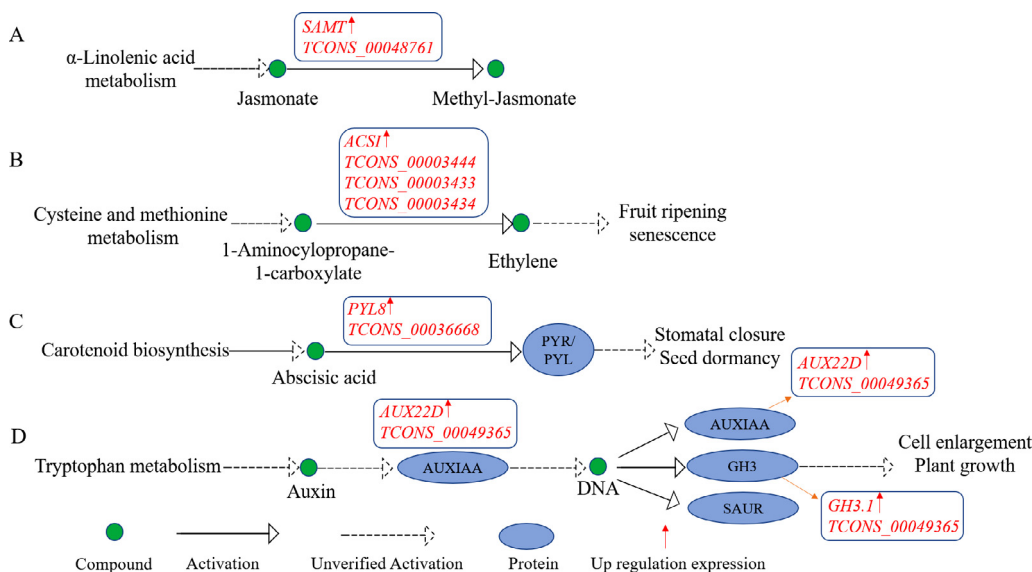 A
SAMT↑
TCONS_00048761
α-Linolenic acid
metabolism
Jasmonate
Methyl-Jasmonate
B
ACSI↑
TCONS_00003444
TCONS_00003433
TCONS_00003434
Cysteine and methionine
metabolism
1-Aminocylopropane-
1-carboxylate
Ethylene
Fruit ripening
senescence
C
PYL8↑
TCONS_00036668
Carotenoid biosynthesis
Abscisic acid
PYR/
PYL
Stomatal closure
Seed dormancy
AUX22D↑
TCONS_00049365
D
AUX22D↑
TCONS_00049365
Tryptophan metabolism
Auxin
AUXIAA
DNA
AUXIAA
GH3
SAUR
Cell enlargement
Plant growth
GH3.1↑
TCONS_00049365
Compound
Activation
Unverified Activation
Protein
Up regulation expression